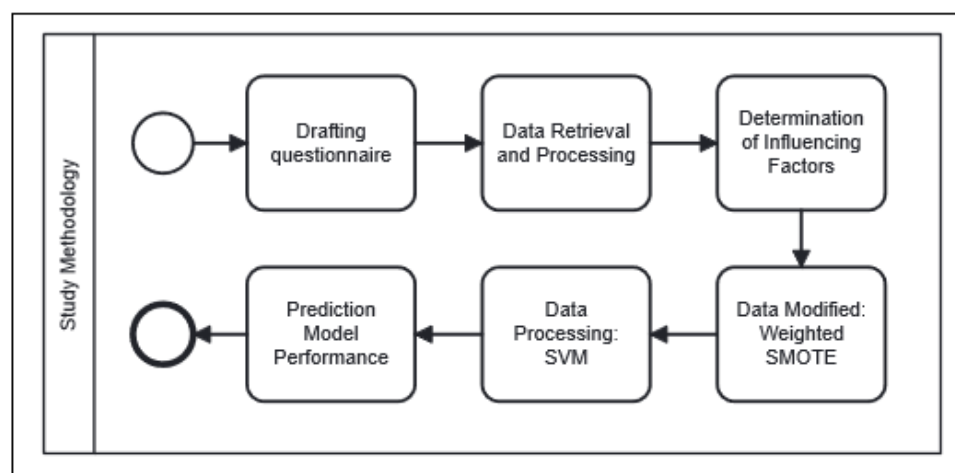 Study Methodology
Drafting
questionnaire
Data Retrieval
and Processing
Determination
of Influencing
Factors
Data Modified:
Weighted
SMOTE
Data
Processing:
SVM
Prediction
Model
Performance